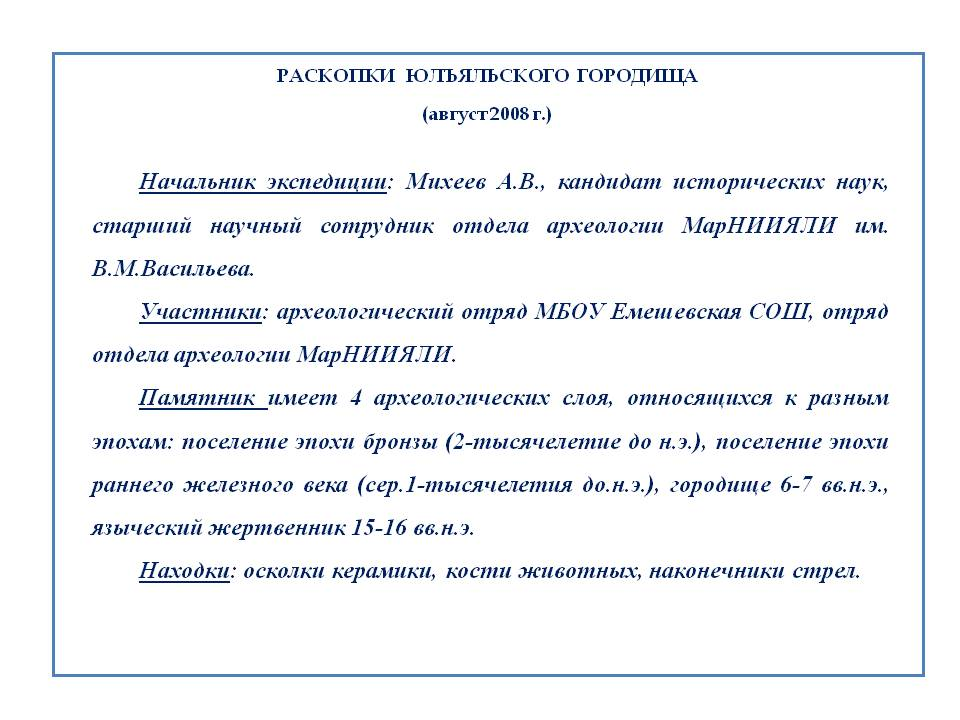 РАСКОПКИ ЮЛЪЯЛЬСКОГО ГОРОДИЩА
(август2008 г.)
Начальник экспедиции: Михеев А.В., кандидат исторических наук,
старший научный сотрудник отдела археологии МарНИИЯЛИ им.
В.М.Васильева.
Участники: археологический отряд МБОУ Емешевская СОШ, отряд
отдела археологии МарНИИЯЛИ.
Памятник имеет 4 археологических слоя, относящихся к разным
эпохам: поселение эпохи бронзы (2-тысячелетие до н.э.), поселение эпохи
раннего железного века (сер.1-тысячелетия до.н.э.), городище 6-7 вв.н.э.,
языческий жертвенник 15-16 вв.н.э.
Находки: осколки керамики, кости животных, наконечники стрел.